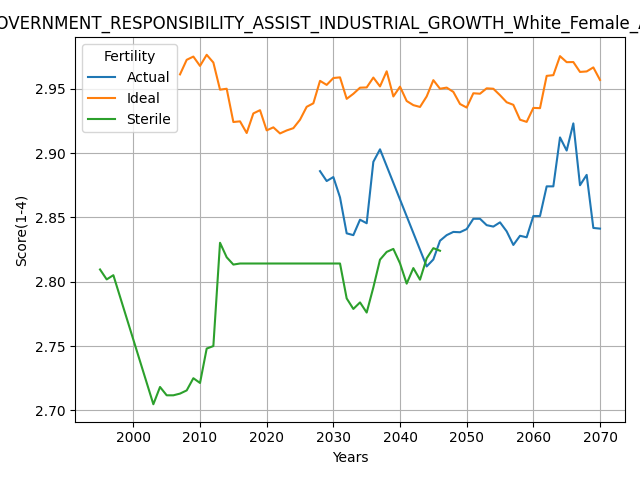 OVERNMENT_RESPONSIBILITY_ASSIST_INDUSTRIAL_GROWTH_White_Female_
Fertility
Actual
Ideal
Sterile
2.95
2.90
2.85
2.80
2.75
2.70
Score(1-4)
2000 2010 2020 2030 2040 2050 2060 2070
Years